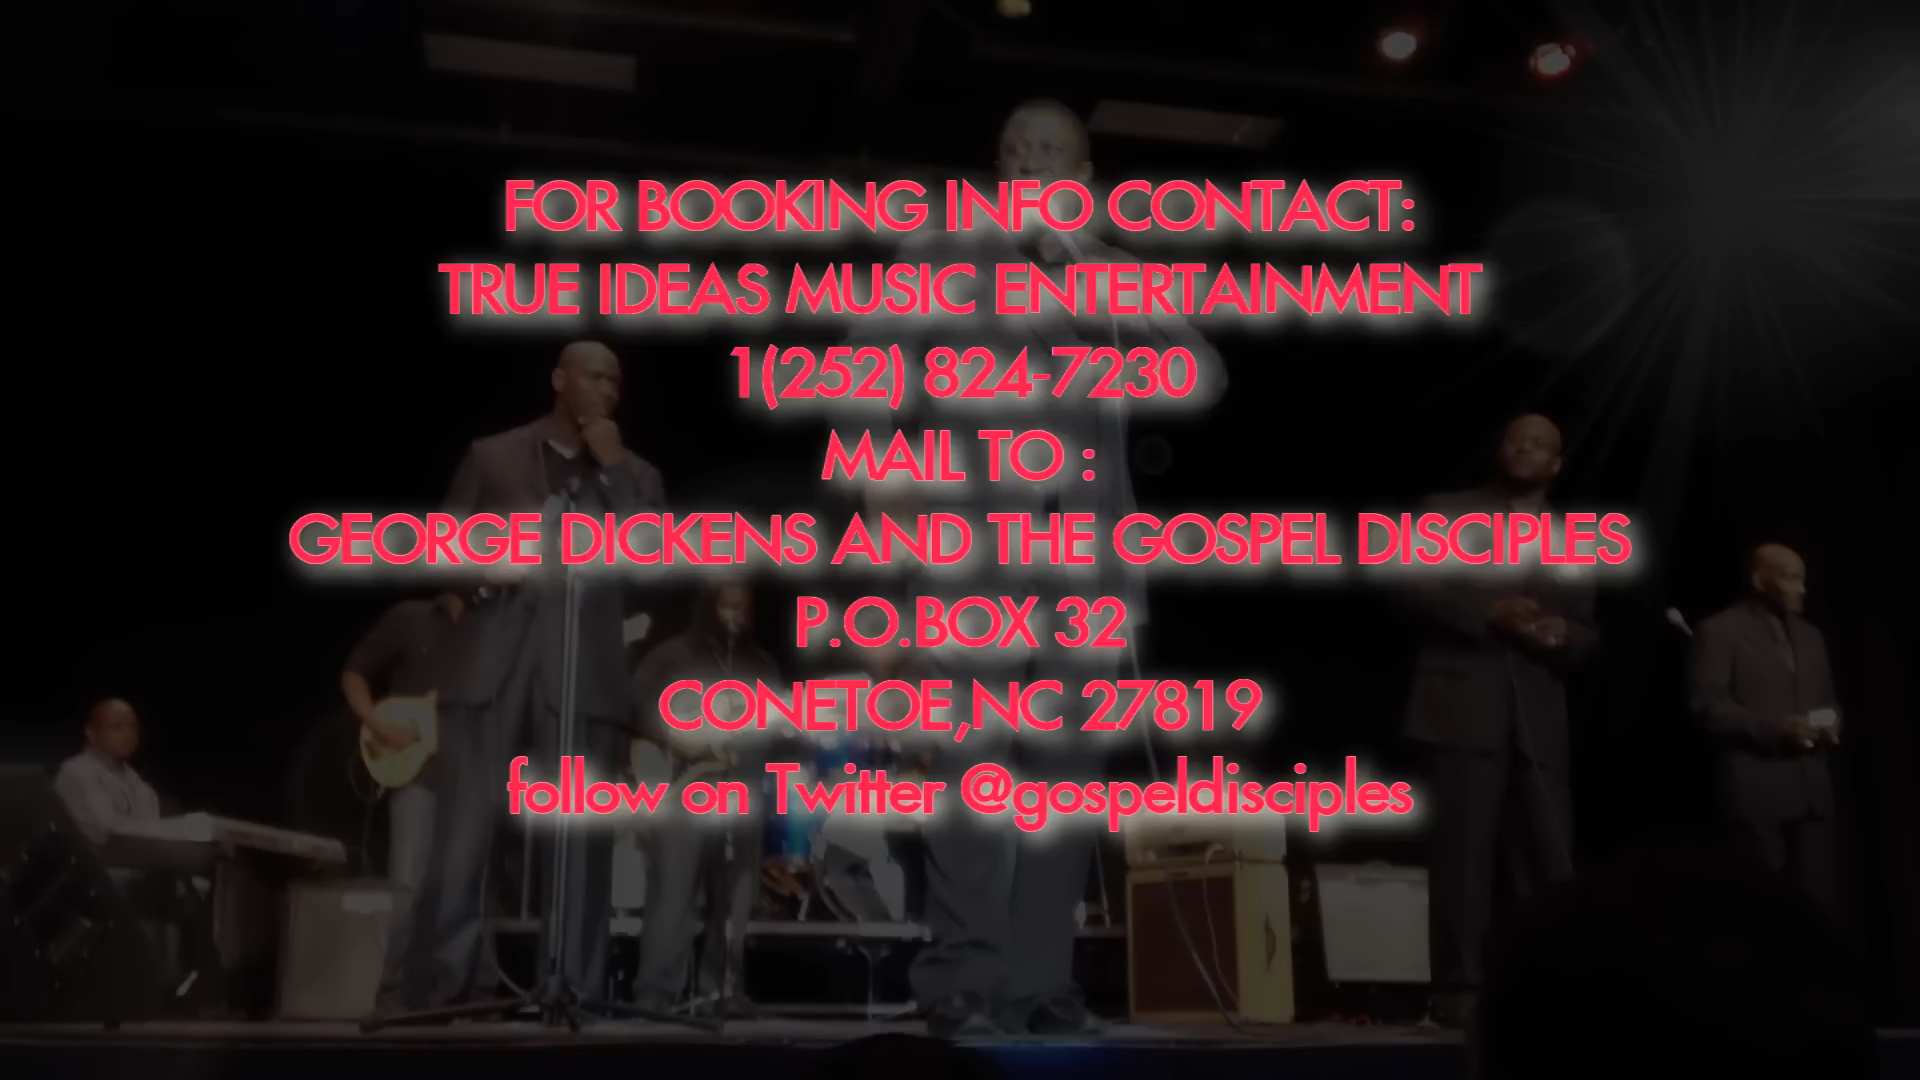 FOR BOOKING INFO CONTACT:
TRUE IDEAS MUSIC ENTERTAINMENT
1(252) 824-7230
MAIL TO :
GEORGE DICKENS AND THE GOSPEL DISCIPLES
P.O.BOX 32
CONETOE,NC 27819
follow on Twitter @gospeldisciples